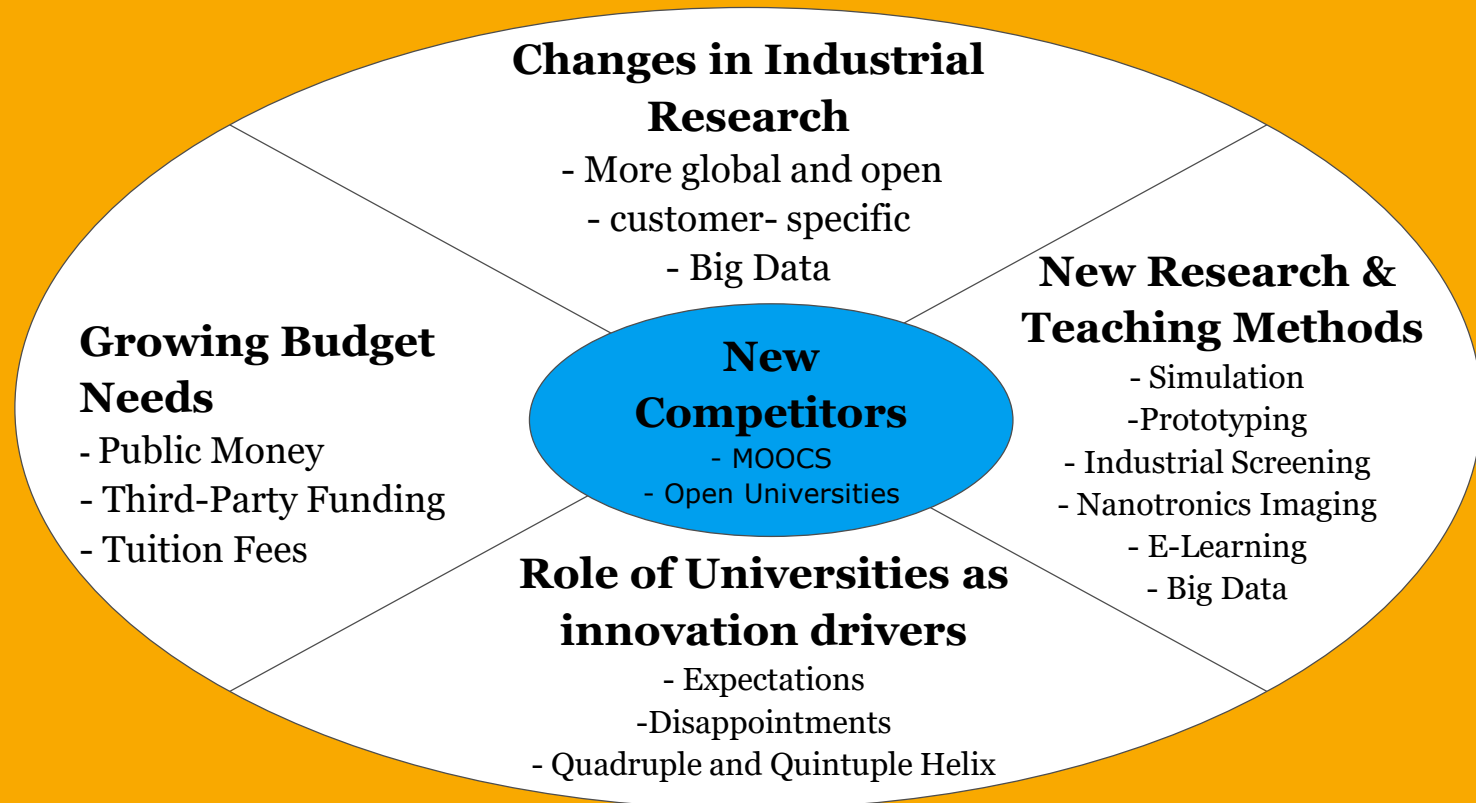 Changes in Industrial
Research
- More global and open
- customer- specific
- Big Data
Growing Budget
Needs
- Public Money
- Third-Party Funding
- Tuition Fees
New
Competitors
- MOOCS
- Open Universities
New Research &
Teaching Methods
- Simulation
-Prototyping
- Industrial Screening
- Nanotronics Imaging
- E-Learning
- Big Data
Role of Universities as
innovation drivers
- Expectations
-Disappointments
- Quadruple and Quintuple Helix